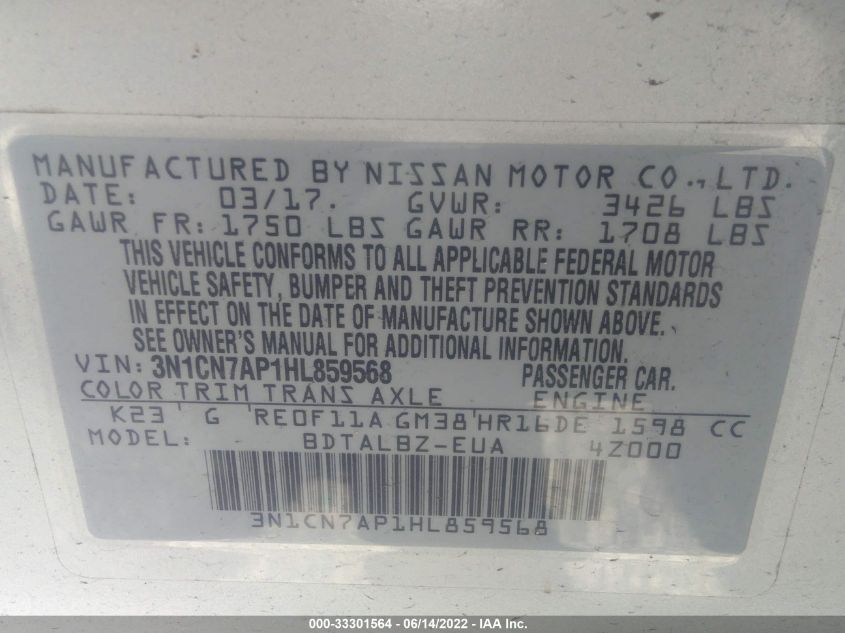 MANUFACTURED BY NISSAN MOTOR CO., LTD.
DATE: 03/17. GVWR: 3426 LBS
GAWR FR: 1750 LBS GAWR RR: 1708 LBS
THIS VEHICLE CONFORMS TO ALL APPLICABLE FEDERAL MOTOR
VEHICLE SAFETY, BUMPER AND THEFT PREVENTION STANDARDS
IN EFFECT ON THE DATE OF MANUFACTURE SHOWN ABOVE.
SEE OWNER'S MANUAL FOR ADDITIONAL INFORMATION.
VIN: 3N1CN7AP1HL859568 PASSENGER CAR.
COLOR TRIM TRANS AXLE ENGINE
K23 G RE0F11A GM38 HR16DE 1598 CC
MODEL: BDTALBZ-EUA 4Z000
3N1CN7AP1HL859568
000-33301564 - 06/14/2022 - IAA Inc.